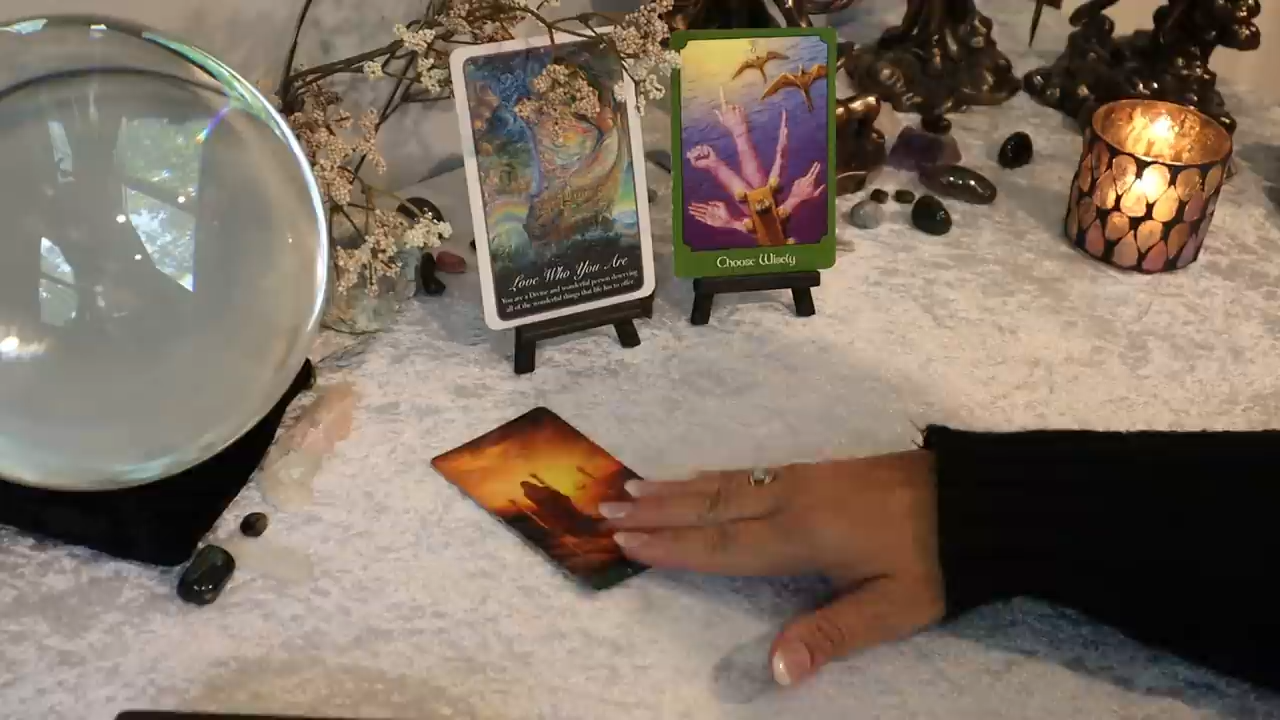 Love Who You Are
You are a Divine and wonderful person deserving
all of the wonderful things that life has to offer.
Choose Wisely